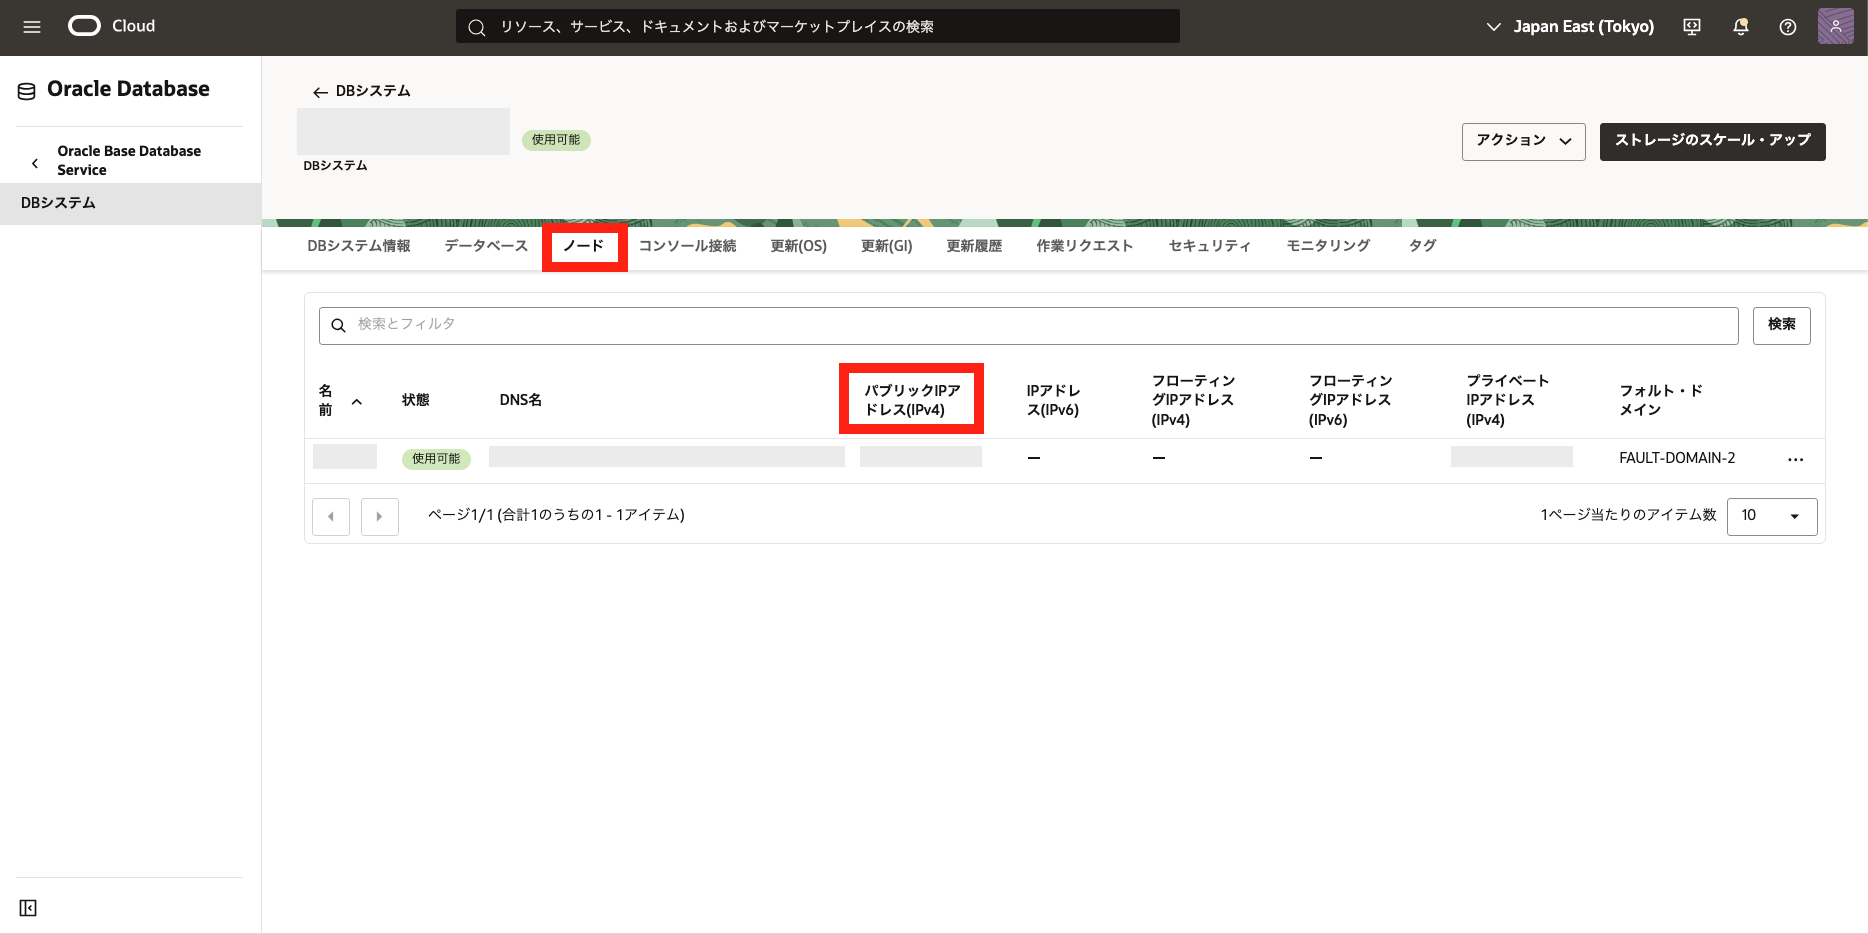 Cloud
リソース、サービス、ドキュメントおよびマーケットプレイスの検索
Japan East (Tokyo)
Oracle Database
Oracle Base Database
Service
DBシステム
DBシステム
使用可能
DBシステム
アクション
ストレージのスケール・アップ
DBシステム情報
データベース
ノード
コンソール接続
更新(OS)
更新(GI)
更新履歴
作業リクエスト
セキュリティ
モニタリング
タグ
検索とフィルタ
検索
名
前
状態
DNS名
パブリックIPア
ドレス(IPv4)
IPアドレ
ス(IPv6)
フローティン
グIPアドレス
(IPv4)
フローティン
グIPアドレス
(IPv6)
プライベート
IPアドレス
(IPv4)
フォルト・ド
メイン
使用可能
—
—
—
FAULT-DOMAIN-2
ページ1/1 (合計1のうちの1 - 1アイテム)
1ページ当たりのアイテム数
10